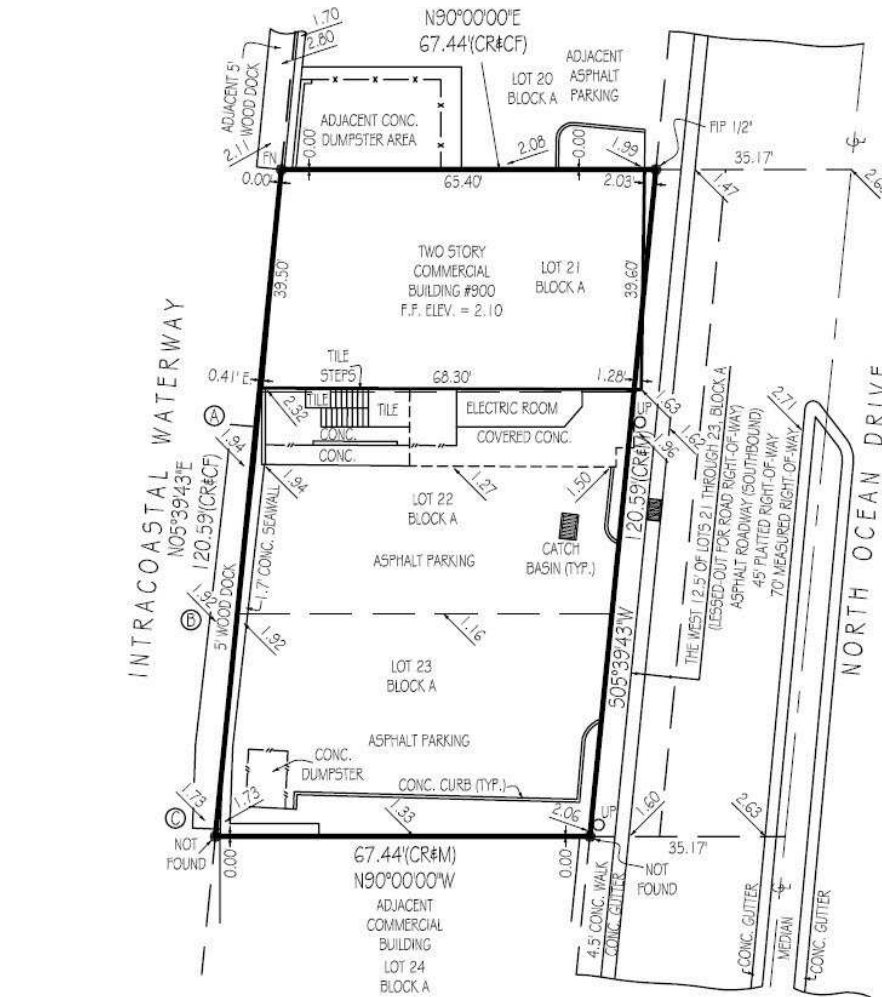 N90°00'00"E
67.44'(CR&CF)
1.70
2.80
ADJACENT 5'
WOOD DOCK
2.11
FN
0.00'
0.00
ADJACENT CONC.
DUMPSTER AREA
LOT 20
BLOCK A
ADJACENT
ASPHALT
PARKING
2.08
0.00
1.99
FIP 1/2"
35.17'
℄
1.47
65.40'
2.03'
39.50'
TWO STORY
COMMERCIAL
BUILDING #900
F.F. ELEV. = 2.10
LOT 21
BLOCK A
39.60'
INTRACOASTAL WATERWAY
N05°39'43"E
120.59'(CR&CF)
0.41' E
TILE
STEPS
68.30'
1.28'
TILE
TILE
2.32
ELECTRIC ROOM
CONC.
COVERED CONC.
CONC.
UP
1.63
1.62
1.96
2.71
A
1.94
1.94
1.27
1.50
LOT 22
BLOCK A
ASPHALT PARKING
CATCH
BASIN (TYP.)
120.59'(CR&M)
S05°39'43"W
THE WEST 12.5' OF LOTS 21 THROUGH 23, BLOCK A
(LESSED-OUT FOR ROAD RIGHT-OF-WAY)
ASPHALT ROADWAY (SOUTHBOUND)
45' PLATTED RIGHT-OF-WAY
70' MEASURED RIGHT-OF-WAY
NORTH OCEAN DRIVE
1.7' CONC. SEAWALL
5' WOOD DOCK
B
1.92
1.92
1.16
LOT 23
BLOCK A
ASPHALT PARKING
CONC.
DUMPSTER
CONC. CURB (TYP.)
C
1.73
1.73
1.33
2.06
UP
1.60
2.63
35.17'
NOT
FOUND
0.00
67.44'(CR&M)
N90°00'00"W
0.00
NOT
FOUND
ADJACENT
COMMERCIAL
BUILDING
LOT 24
BLOCK A
4.5' CONC. WALK
CONC. GUTTER
CONC. GUTTER
MEDIAN
℄
CONC. GUTTER